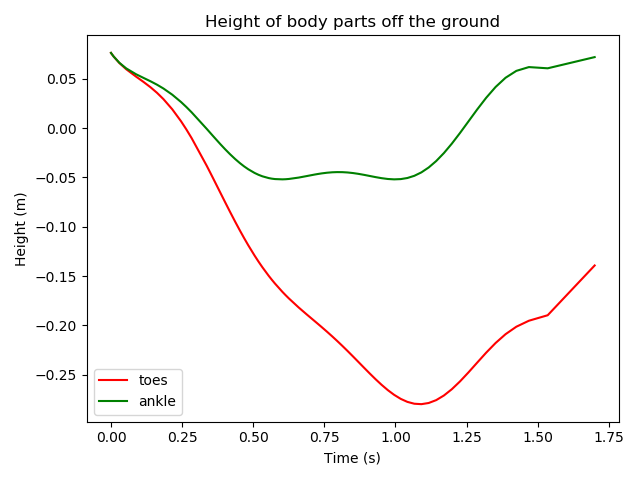 Height of body parts off the ground
Height (m)
0.05
0.00
−0.05
−0.10
−0.15
−0.20
−0.25
toes
ankle
0.00 0.25 0.50 0.75 1.00 1.25 1.50 1.75
Time (s)